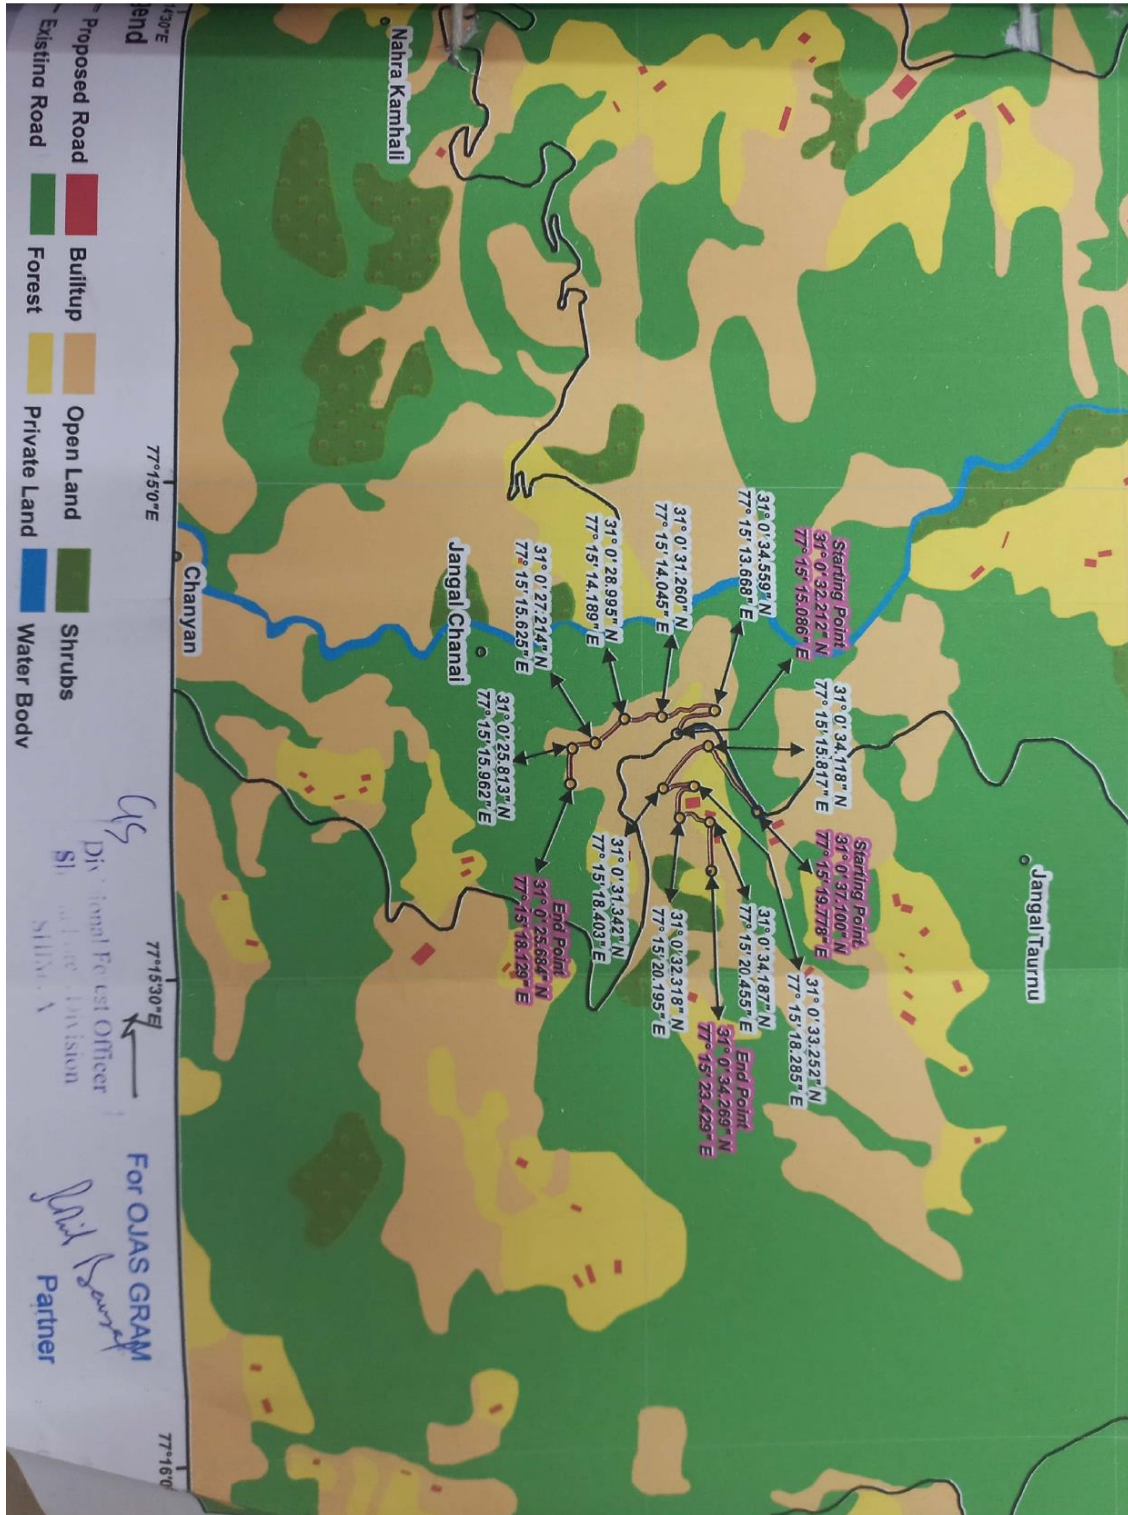 Jangal Taurnu
31° 0' 34.118" N
77° 15' 15.817" E
Starting Point
31° 0' 37.100" N
77° 15' 19.778" E
31° 0' 33.252" N
77° 15' 18.285" E
Starting Point
31° 0' 32.212" N
77° 15' 15.086" E
31° 0' 34.559" N
77° 15' 13.668" E
31° 0' 34.187" N
77° 15' 20.455" E
End Point
31° 0' 34.269" N
77° 15' 23.429" E
31° 0' 31.260" N
77° 15' 14.045" E
31° 0' 32.318" N
77° 15' 20.195" E
31° 0' 28.995" N
77° 15' 14.189" E
31° 0' 31.342" N
77° 15' 18.403" E
31° 0' 27.214" N
77° 15' 15.625" E
End Point
31° 0' 25.684" N
77° 15' 18.129" E
31° 0' 25.813" N
77° 15' 15.962" E
Jangal Chanai
Nahra Kamhali
Chanyan
14'30"E
77°15'0"E
77°15'30"E
77°16'0
gend
Proposed Road
Builtup
Open Land
Shrubs
Existing Road
Forest
Private Land
Water Body
Divisional Forest Officer
Division
For OJAS GRAM
Partner